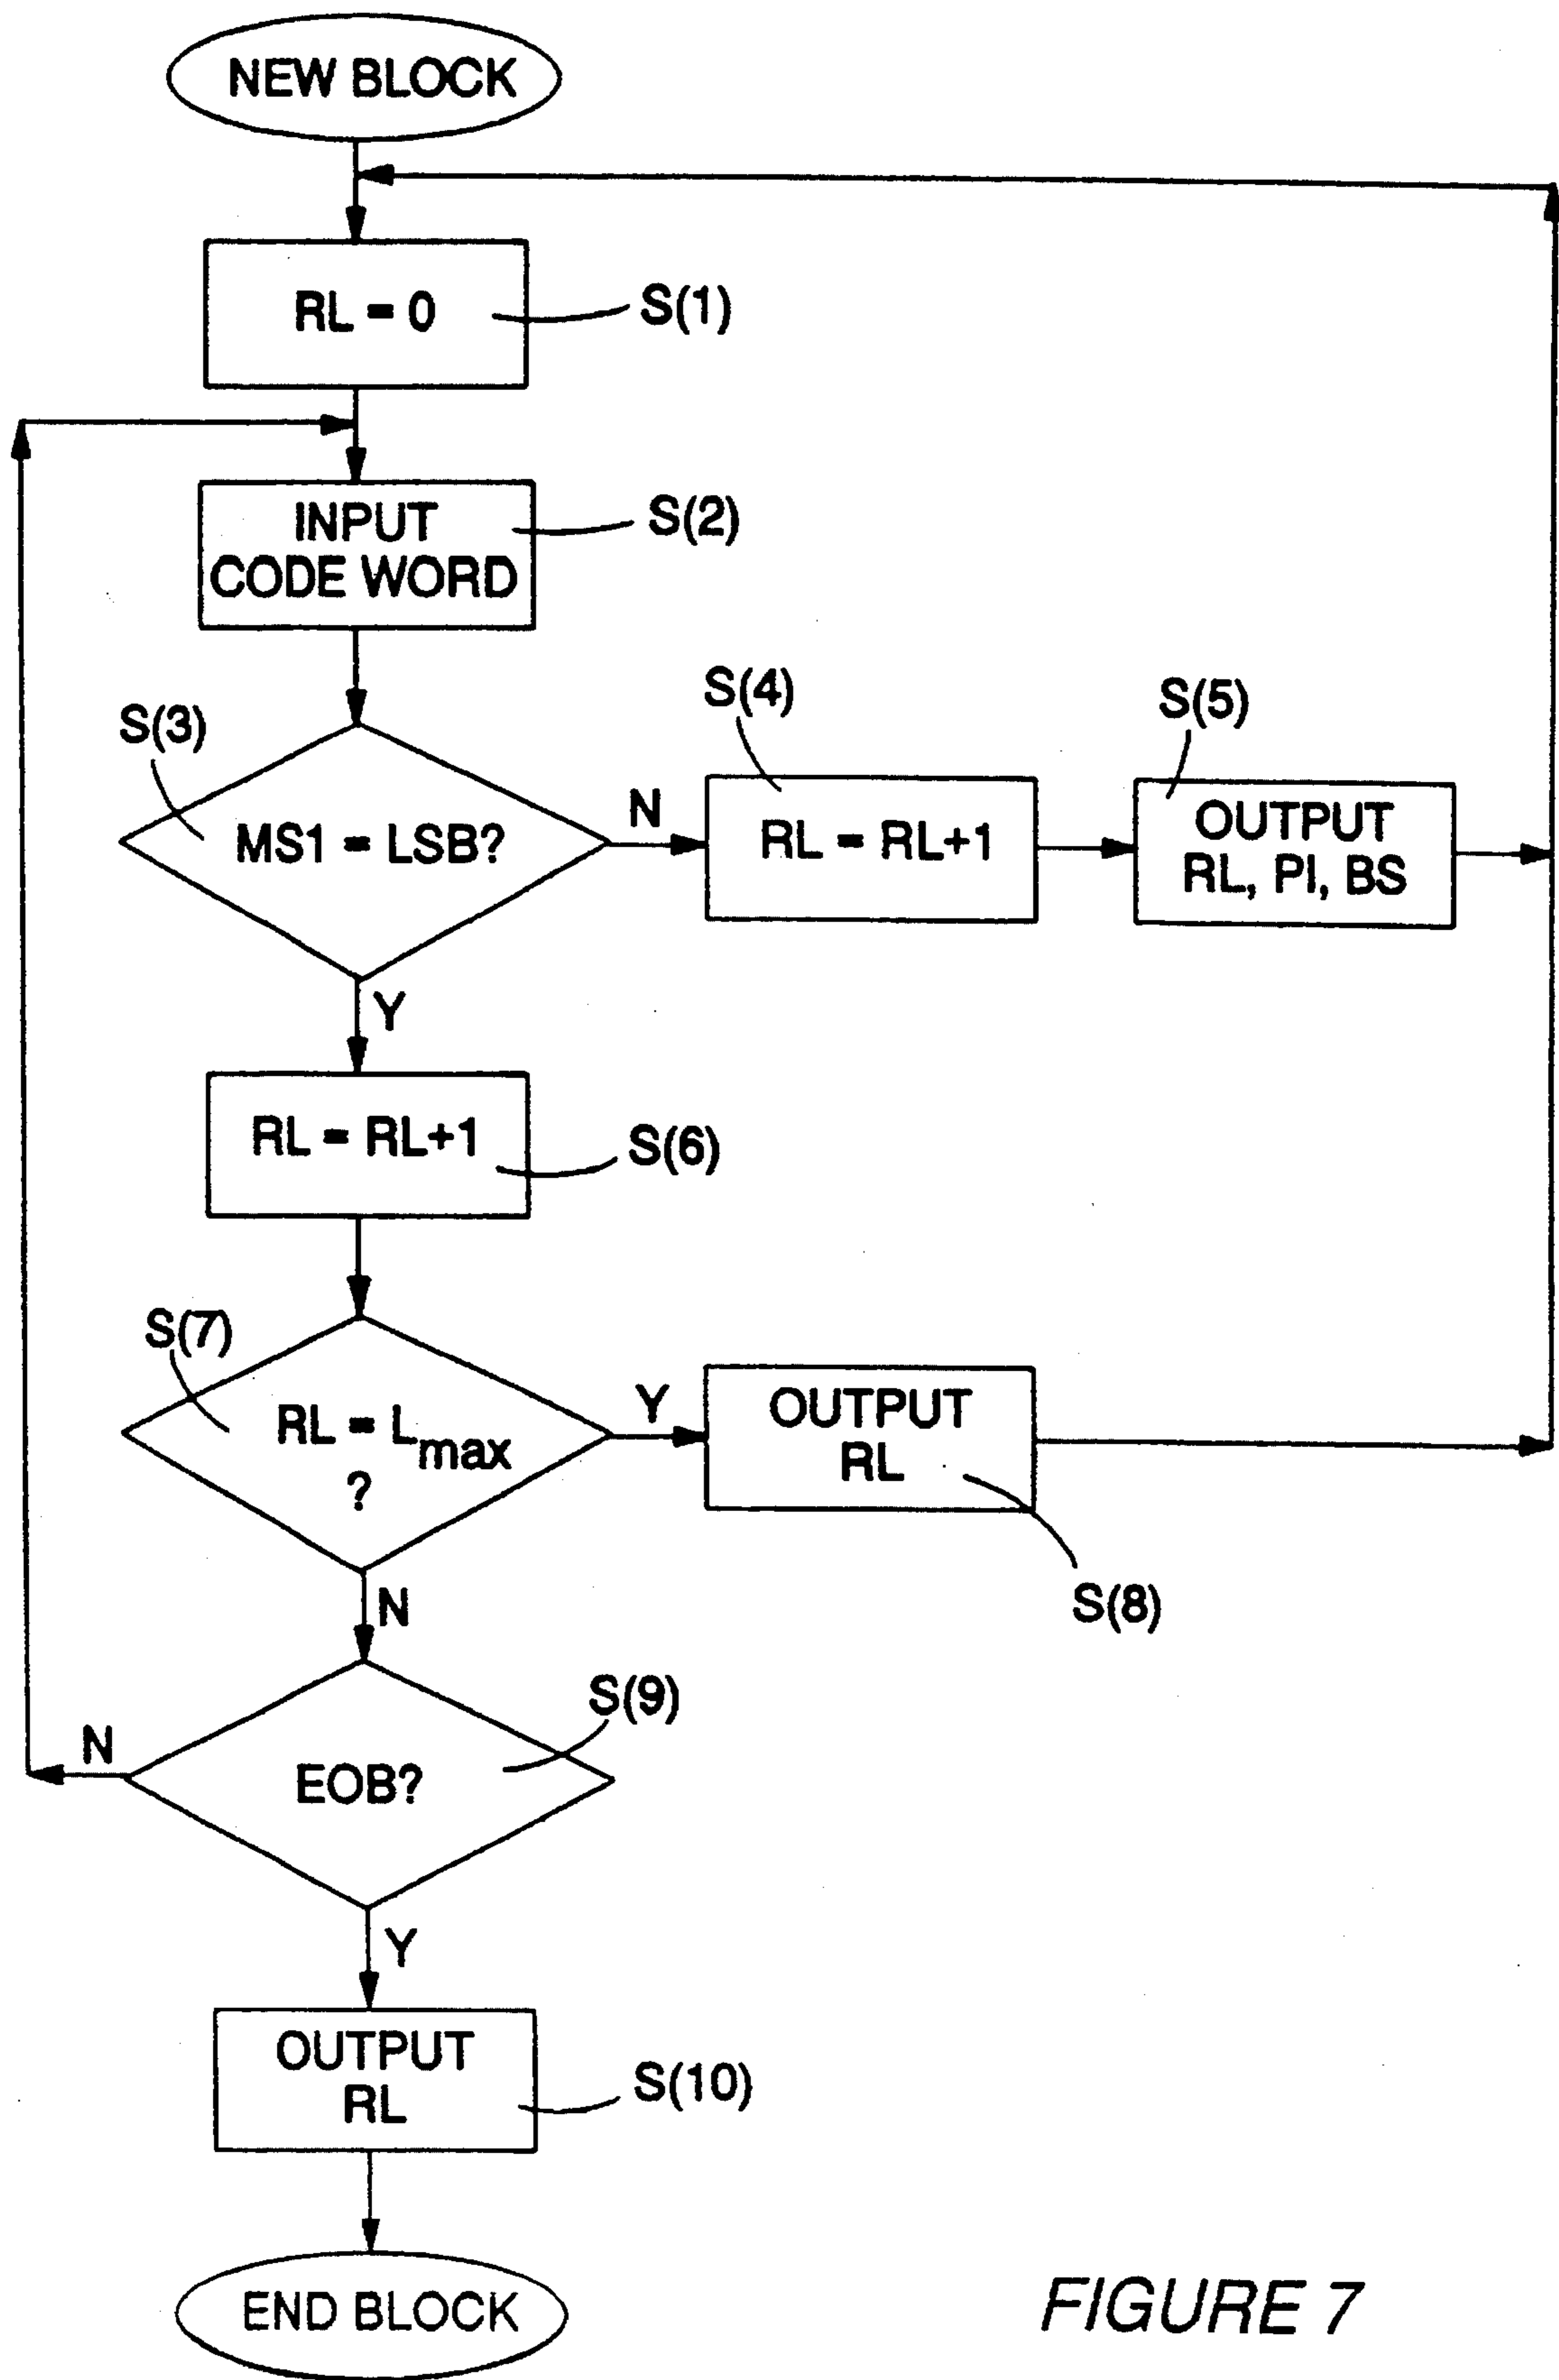 NEW BLOCK
RL = 0
S(1)
INPUT
CODE WORD
S(2)
S(3)
MS1 = LSB?
N
S(4)
RL = RL+1
S(5)
OUTPUT
RL, PI, BS
Y
RL = RL+1
S(6)
S(7)
RL = Lmax
?
Y
OUTPUT
RL
S(8)
N
S(9)
EOB?
N
Y
OUTPUT
RL
S(10)
END BLOCK
FIGURE 7